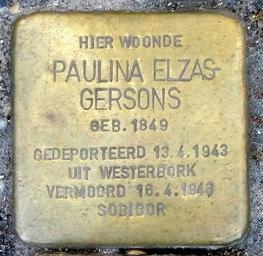 HIER WOONDE
PAULINA ELZAS-
GERSONS
GEB. 1849
GEDEPORTEERD 13.4.1943
UIT WESTERBORK
VERMOORD 16.4.1943
SOBIBOR